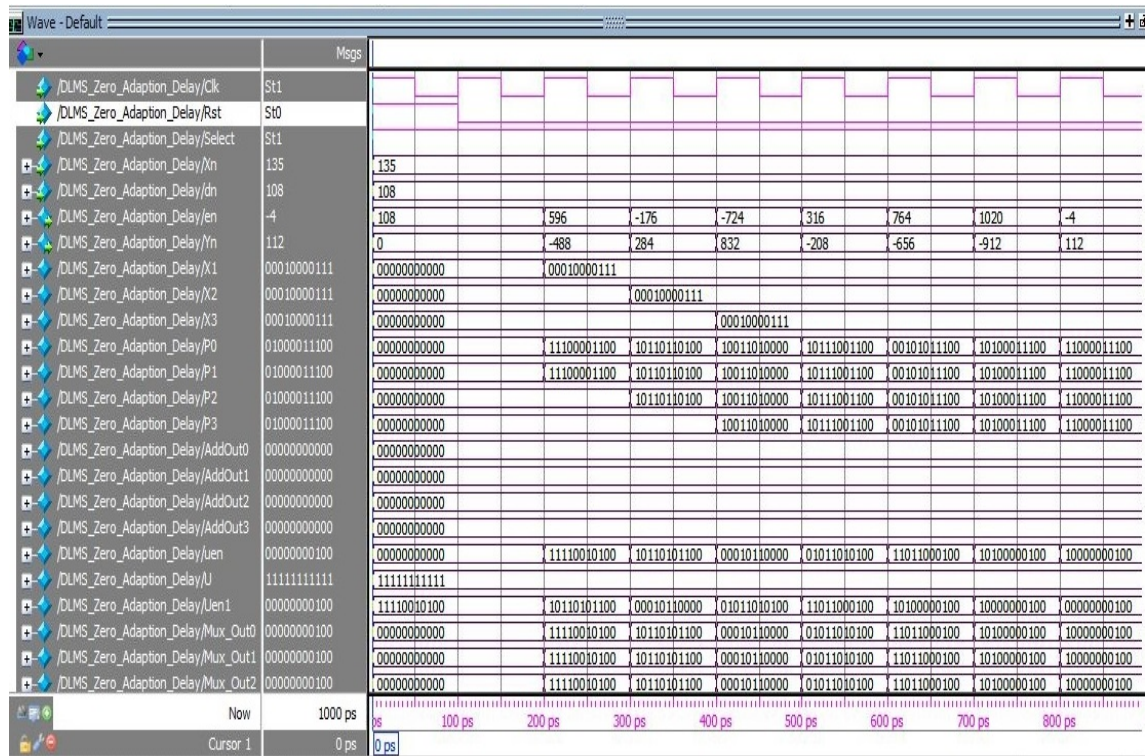 Wave - Default
Msgs
/DLMS_Zero_Adaption_Delay/Clk St1
/DLMS_Zero_Adaption_Delay/Rst St0
/DLMS_Zero_Adaption_Delay/Select St1
/DLMS_Zero_Adaption_Delay/Xn 135 135
/DLMS_Zero_Adaption_Delay/dn 108 108
/DLMS_Zero_Adaption_Delay/en -4 108 596 -176 -724 316 764 1020 -4
/DLMS_Zero_Adaption_Delay/Yn 112 0 -488 284 832 -208 -656 -912 112
/DLMS_Zero_Adaption_Delay/X1 00010000111 00000000000 00010000111
/DLMS_Zero_Adaption_Delay/X2 00010000111 00000000000 00010000111
/DLMS_Zero_Adaption_Delay/X3 00010000111 00000000000 00010000111
/DLMS_Zero_Adaption_Delay/P0 01000011100 00000000000 11100001100 10110110100 10011010000 10111001100 00101011100 10100011100 11000011100
/DLMS_Zero_Adaption_Delay/P1 01000011100 00000000000 11100001100 10110110100 10011010000 10111001100 00101011100 10100011100 11000011100
/DLMS_Zero_Adaption_Delay/P2 01000011100 00000000000 10110110100 10011010000 10111001100 00101011100 10100011100 11000011100
/DLMS_Zero_Adaption_Delay/P3 01000011100 00000000000 10011010000 10111001100 00101011100 10100011100 11000011100
/DLMS_Zero_Adaption_Delay/AddOut0 00000000000 00000000000
/DLMS_Zero_Adaption_Delay/AddOut1 00000000000 00000000000
/DLMS_Zero_Adaption_Delay/AddOut2 00000000000 00000000000
/DLMS_Zero_Adaption_Delay/AddOut3 00000000000 00000000000
/DLMS_Zero_Adaption_Delay/uen 00000000100 00000000000 11110010100 10110101100 00010110000 01011010100 11011000100 10100000100 10000000100
/DLMS_Zero_Adaption_Delay/U 11111111111 11111111111
/DLMS_Zero_Adaption_Delay/Uen1 00000000100 11110010100 10110101100 00010110000 01011010100 11011000100 10100000100 10000000100 00000000100
/DLMS_Zero_Adaption_Delay/Mux_Out0 00000000100 00000000000 11110010100 10110101100 00010110000 01011010100 11011000100 10100000100 10000000100
/DLMS_Zero_Adaption_Delay/Mux_Out1 00000000100 00000000000 11110010100 10110101100 00010110000 01011010100 11011000100 10100000100 10000000100
/DLMS_Zero_Adaption_Delay/Mux_Out2 00000000100 00000000000 11110010100 10110101100 00010110000 01011010100 11011000100 10100000100 10000000100
Now 1000 ps ps 100 ps 200 ps 300 ps 400 ps 500 ps 600 ps 700 ps 800 ps
Cursor 1 0 ps 0 ps